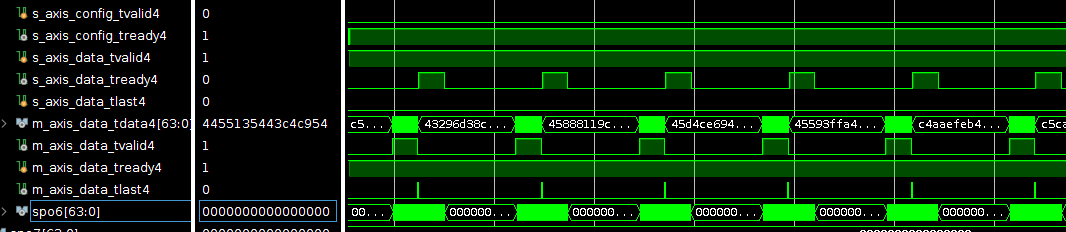 s_axis_config_tvalid4 0
s_axis_config_tready4 1
s_axis_data_tvalid4 1
s_axis_data_tready4 0
s_axis_data_tlast4 0
m_axis_data_tdata4[63:0] 4455135443c4c954 c5... 43296d38c... 45888119c... 45d4ce694... 45593ffa4... c4aaefeb4... c5ca
m_axis_data_tvalid4 1
m_axis_data_tready4 1
m_axis_data_tlast4 0
spo6[63:0] 0000000000000000 00... 000000... 000000... 000000... 000000... 000000...